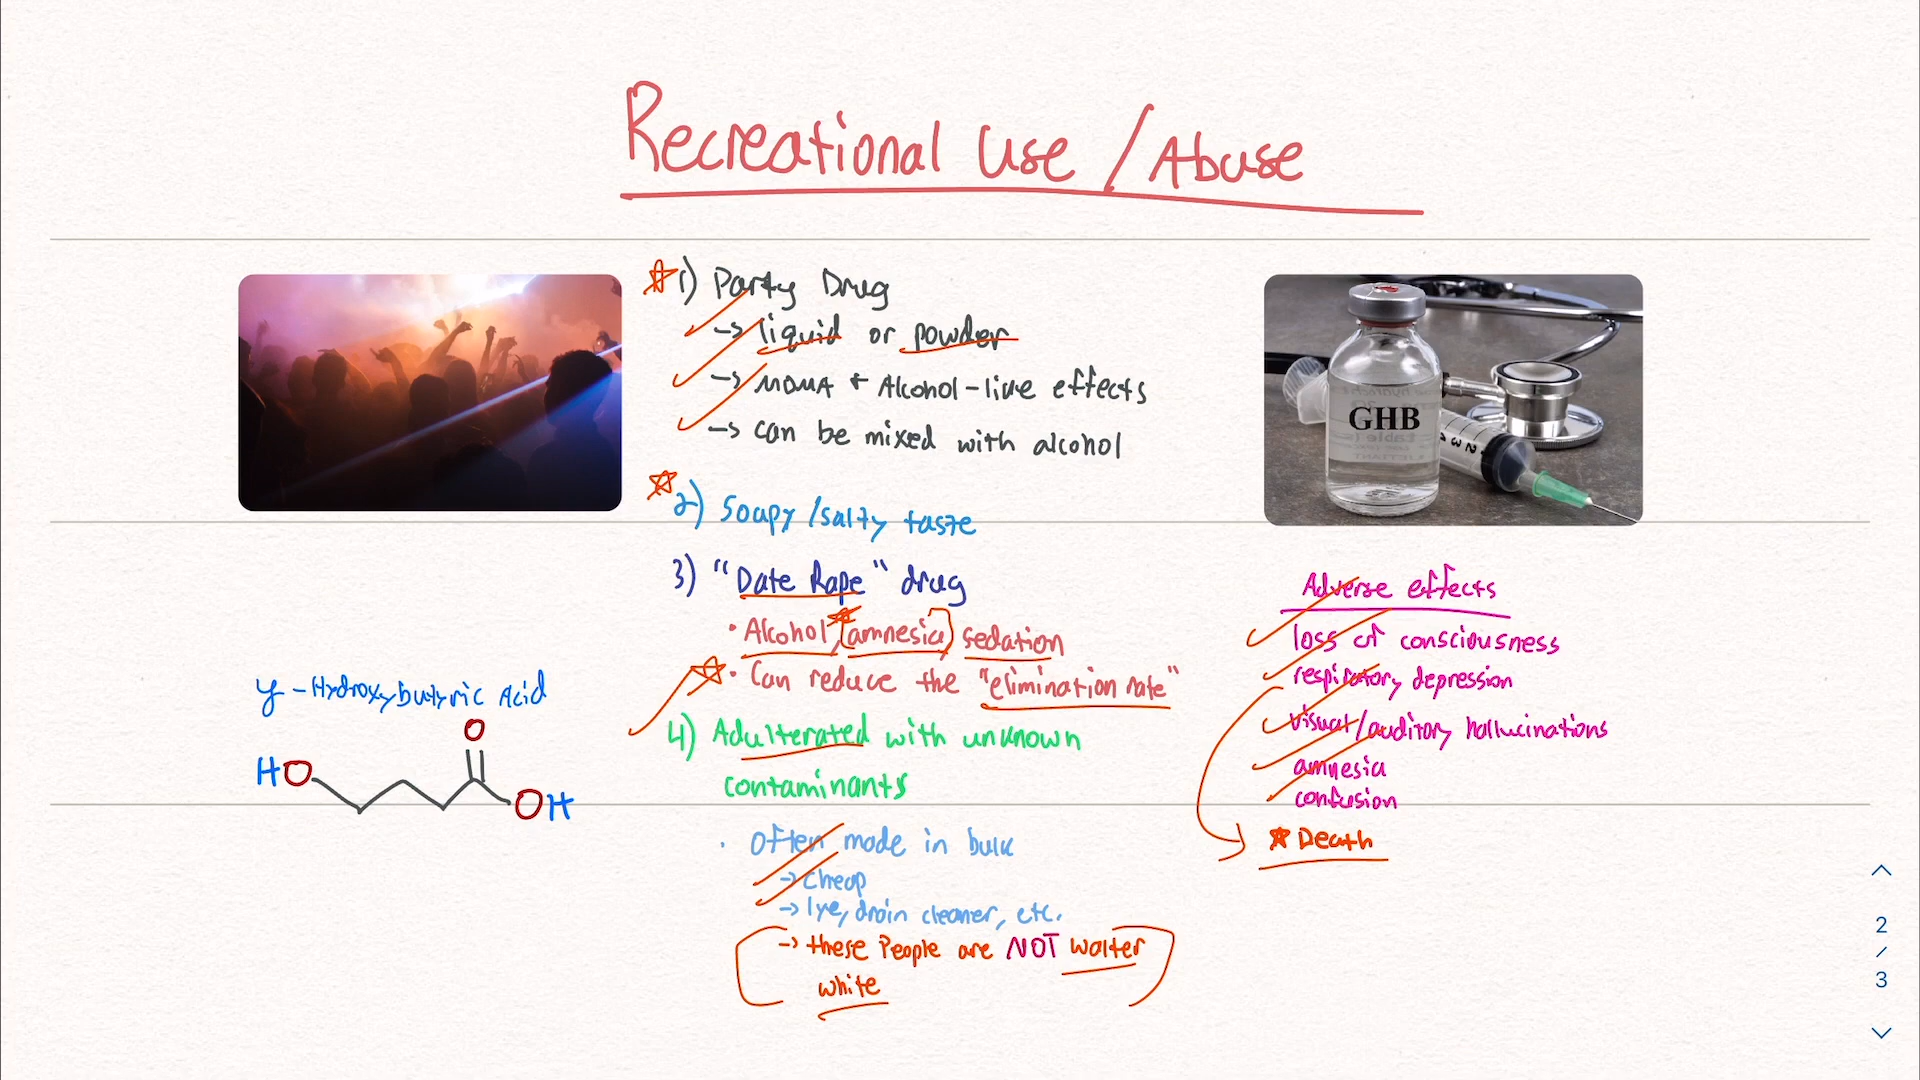 Recreational Use / Abuse
1) Party Drug
→ liquid or powder
→ MDMA + Alcohol-like effects
→ can be mixed with alcohol
2) Soapy/salty taste
3) "Date Rape" drug
• Alcohol, (amnesia) sedation
• Can reduce the "elimination rate"
4) Adulterated with unknown
contaminants
• Often made in bulk
→ cheap
→ lye, drain cleaner, etc.
→ these People are NOT Walter
White
γ-Hydroxybutyric Acid
O
HO
OH
GHB
Adverse effects
loss of consciousness
respiratory depression
visual/auditory hallucinations
amnesia
confusion
Death
2
/
3